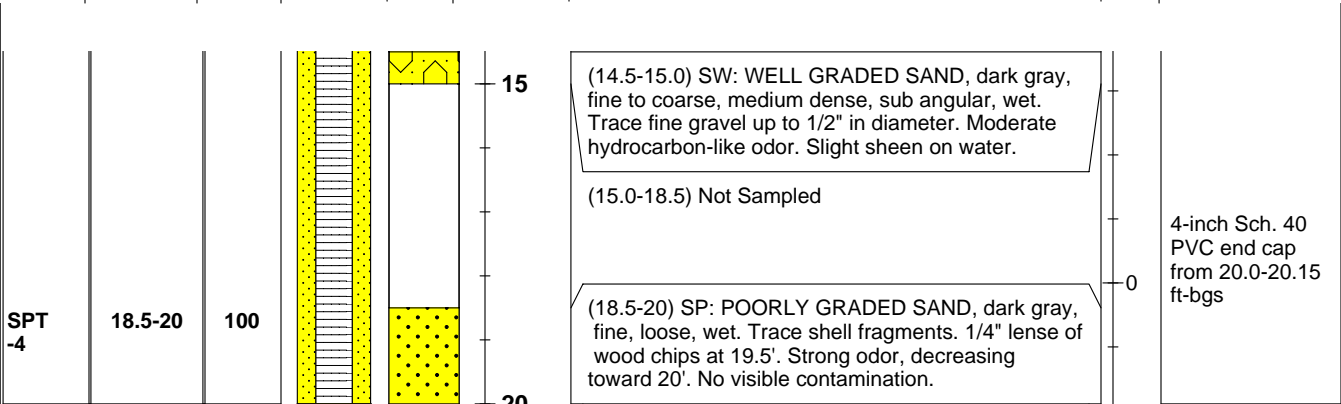 15
(14.5-15.0) SW: WELL GRADED SAND, dark gray,
fine to coarse, medium dense, sub angular, wet.
Trace fine gravel up to 1/2" in diameter. Moderate
hydrocarbon-like odor. Slight sheen on water.
(15.0-18.5) Not Sampled
4-inch Sch. 40
PVC end cap
from 20.0-20.15
ft-bgs
0
SPT
-4
18.5-20
100
(18.5-20) SP: POORLY GRADED SAND, dark gray,
fine, loose, wet. Trace shell fragments. 1/4" lense of
wood chips at 19.5'. Strong odor, decreasing
toward 20'. No visible contamination.
20